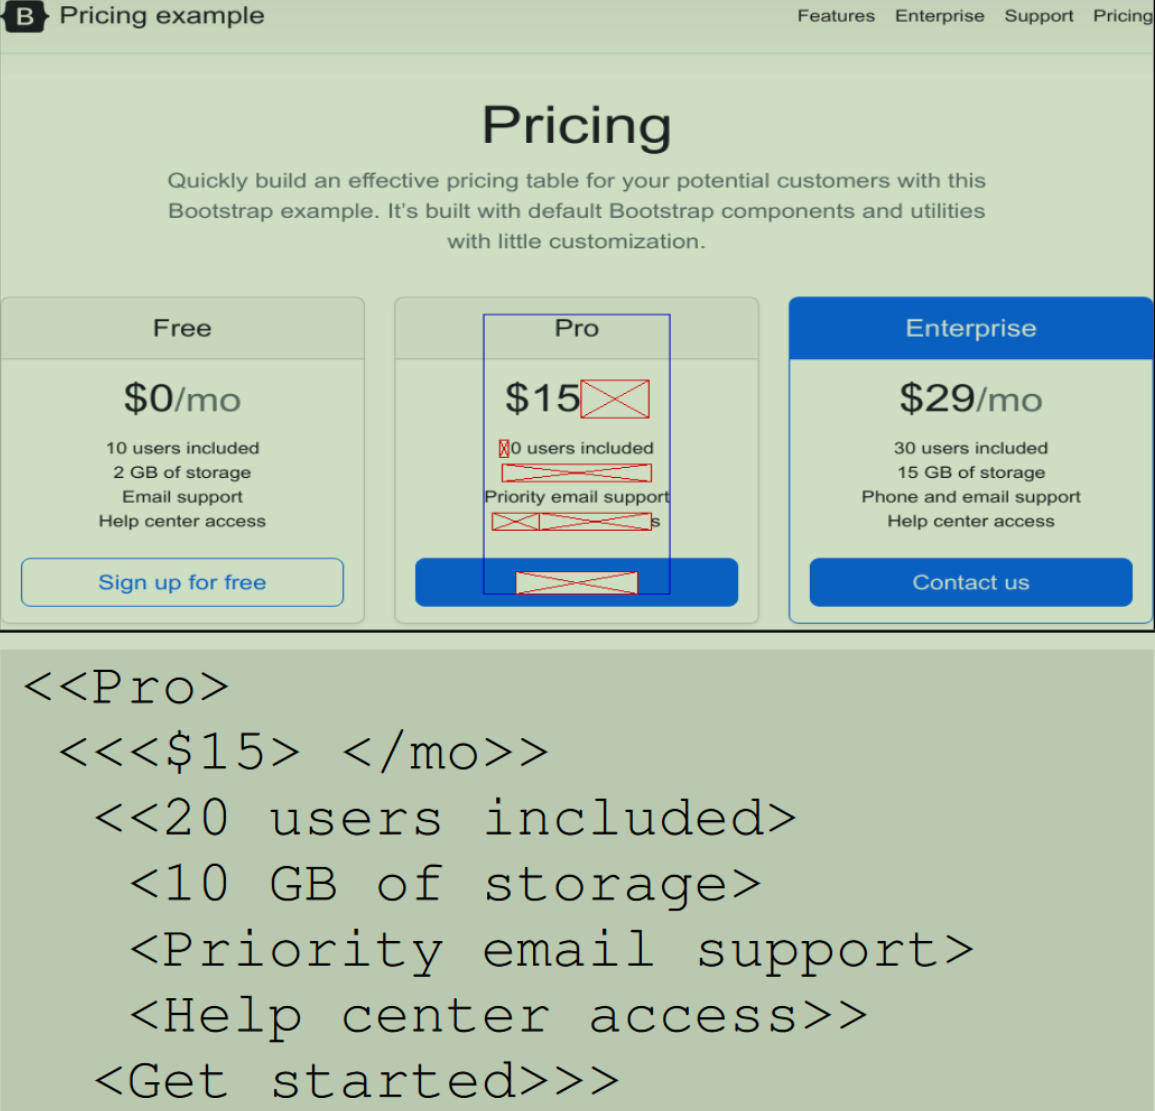 B Pricing example
Features Enterprise Support Pricing
Pricing
Quickly build an effective pricing table for your potential customers with this
Bootstrap example. It's built with default Bootstrap components and utilities
with little customization.
Free
$0/mo
10 users included
2 GB of storage
Email support
Help center access
Sign up for free
Pro
$15
0 users included
Priority email support
s
Enterprise
$29/mo
30 users included
15 GB of storage
Phone and email support
Help center access
Contact us
<<Pro>
<<<$15> </mo>>
<<20 users included>
<10 GB of storage>
<Priority email support>
<Help center access>>
<Get started>>>